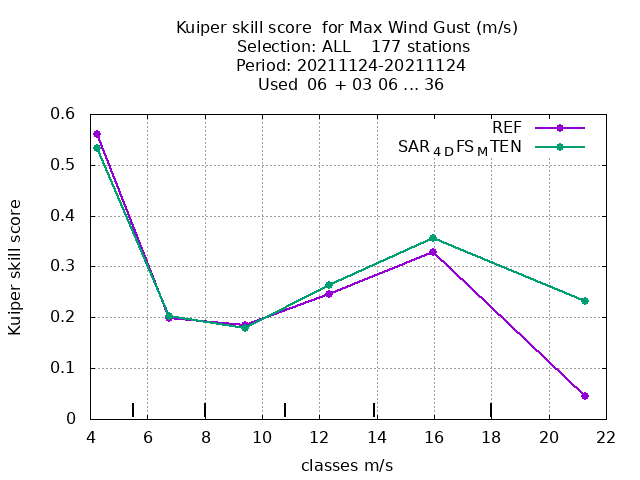 Kuiper skill score  for Max Wind Gust (m/s)
Selection: ALL    177 stations
Period: 20211124-20211124
Used  06 + 03 06 ... 36
REF
SAR4DFSMTEN
0.6
0.5
0.4
0.3
0.2
0.1
0
Kuiper skill score
4 6 8 10 12 14 16 18 20 22
classes m/s